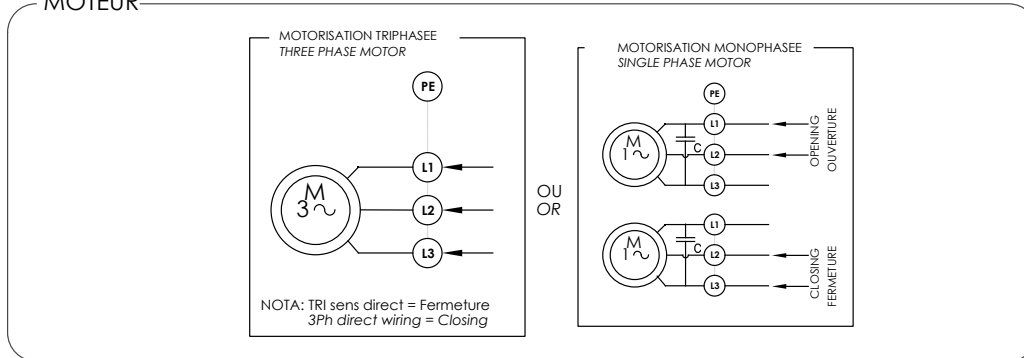 MOTEUR
MOTORISATION TRIPHASEE
THREE PHASE MOTOR
PE
L1
M
3
L2
L3
NOTA: TRI sens direct = Fermeture
3Ph direct wiring = Closing
OU
OR
MOTORISATION MONOPHASEE
SINGLE PHASE MOTOR
PE
L1
M
1
C
L2
L3
OPENING
OUVERTURE
L1
M
1
C
L2
L3
CLOSING
FERMETURE